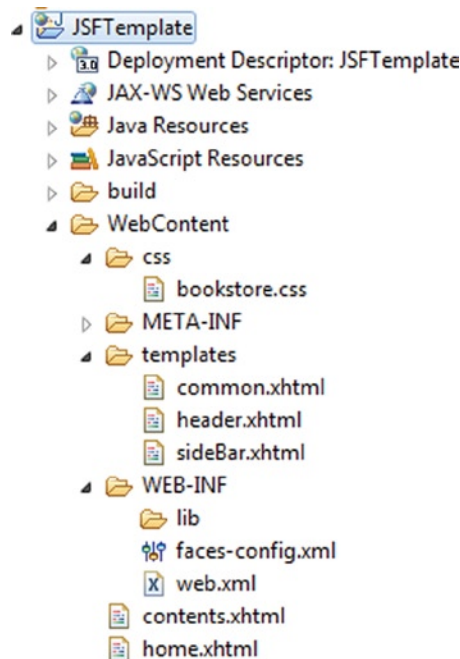 JSFTemplate
3.0 Deployment Descriptor: JSFTemplate
JAX-WS Web Services
Java Resources
JavaScript Resources
build
WebContent
css
bookstore.css
META-INF
templates
common.xhtml
header.xhtml
sideBar.xhtml
WEB-INF
lib
faces-config.xml
X web.xml
contents.xhtml
home.xhtml